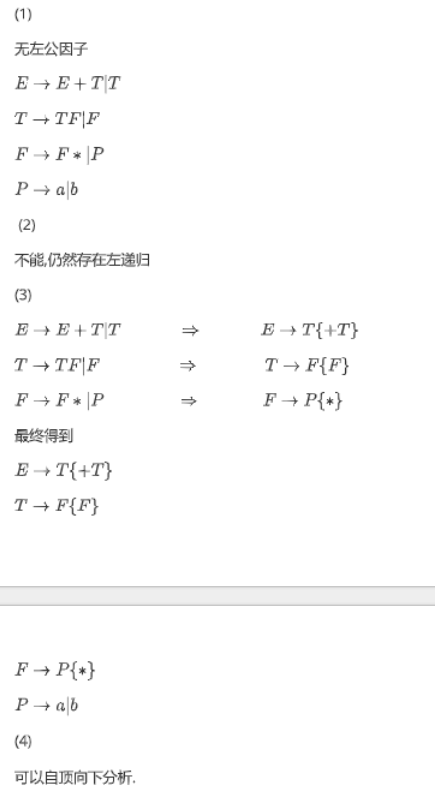 (1)
无左公因子
E → E + T|T
T → TF|F
F → F ∗ |P
P → a|b
(2)
不能,仍然存在左递归
(3)
E → E + T|T ⇒ E → T{+T}
T → TF|F ⇒ T → F{F}
F → F ∗ |P ⇒ F → P{∗}
最终得到
E → T{+T}
T → F{F}
F → P{∗}
P → a|b
(4)
可以自顶向下分析.